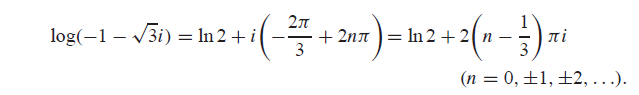 log(−1 − √3i) = ln 2 + i(−2π/3 + 2nπ) = ln 2 + 2(n − 1/3)πi
(n = 0, ±1, ±2, . . .).